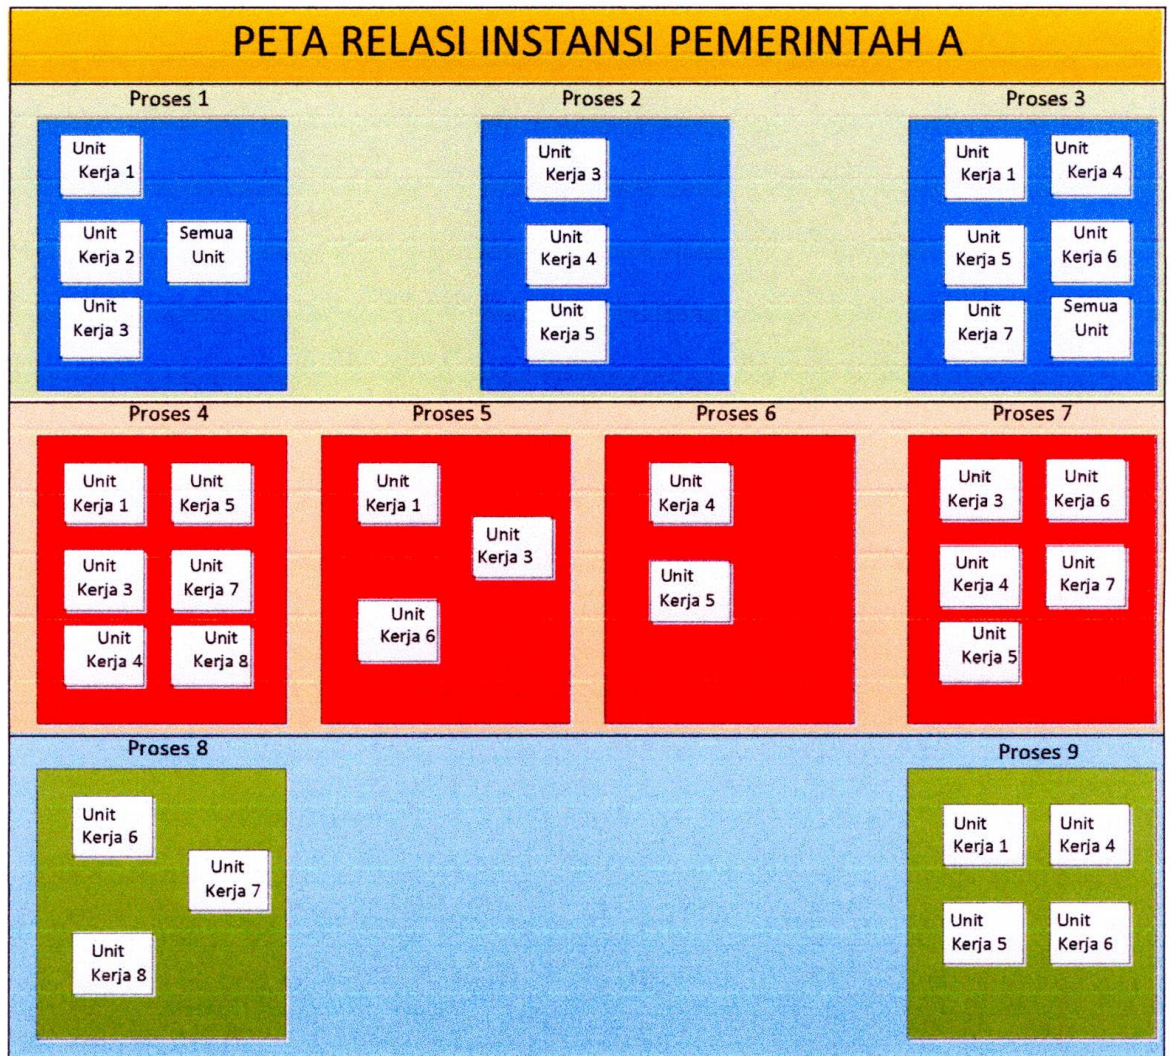 PETA RELASI INSTANSI PEMERINTAH A
Proses 1
Unit
Kerja 1
Unit
Kerja 2
Semua
Unit
Unit
Kerja 3
Proses 2
Unit
Kerja 3
Unit
Kerja 4
Unit
Kerja 5
Proses 3
Unit
Kerja 1
Unit
Kerja 4
Unit
Kerja 5
Unit
Kerja 6
Unit
Kerja 7
Semua
Unit
Proses 4
Unit
Kerja 1
Unit
Kerja 5
Unit
Kerja 3
Unit
Kerja 7
Unit
Kerja 4
Unit
Kerja 8
Proses 5
Unit
Kerja 1
Unit
Kerja 3
Unit
Kerja 6
Proses 6
Unit
Kerja 4
Unit
Kerja 5
Proses 7
Unit
Kerja 3
Unit
Kerja 6
Unit
Kerja 4
Unit
Kerja 7
Unit
Kerja 5
Proses 8
Unit
Kerja 6
Unit
Kerja 7
Unit
Kerja 8
Proses 9
Unit
Kerja 1
Unit
Kerja 4
Unit
Kerja 5
Unit
Kerja 6